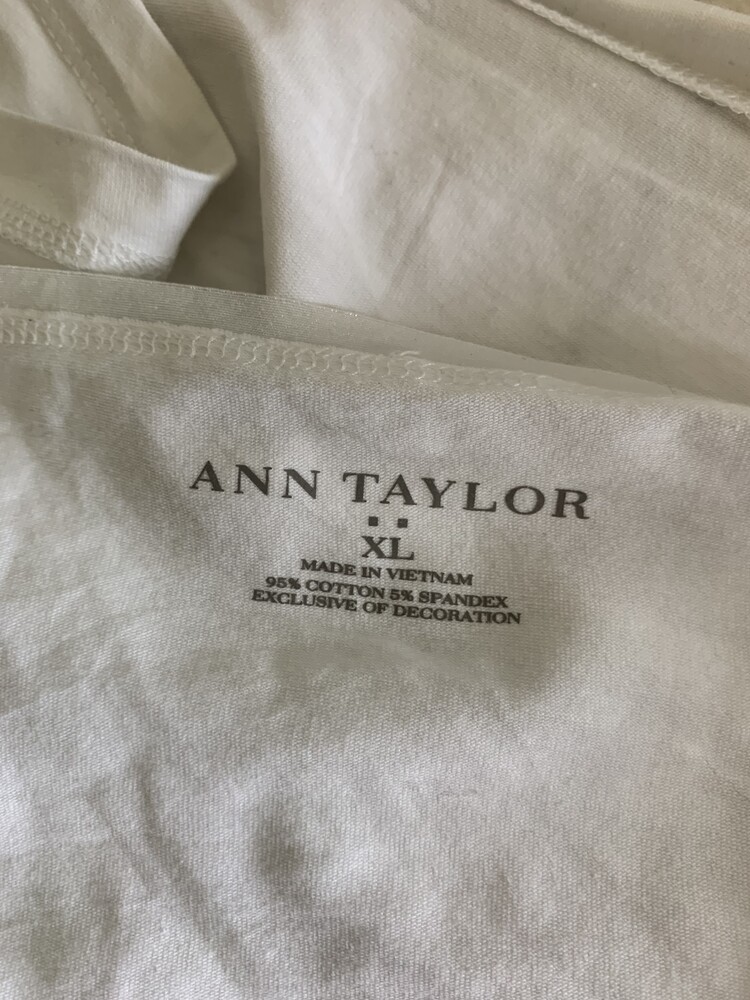 ANN TAYLOR
XL
MADE IN VIETNAM
95% COTTON 5% SPANDEX
EXCLUSIVE OF DECORATION